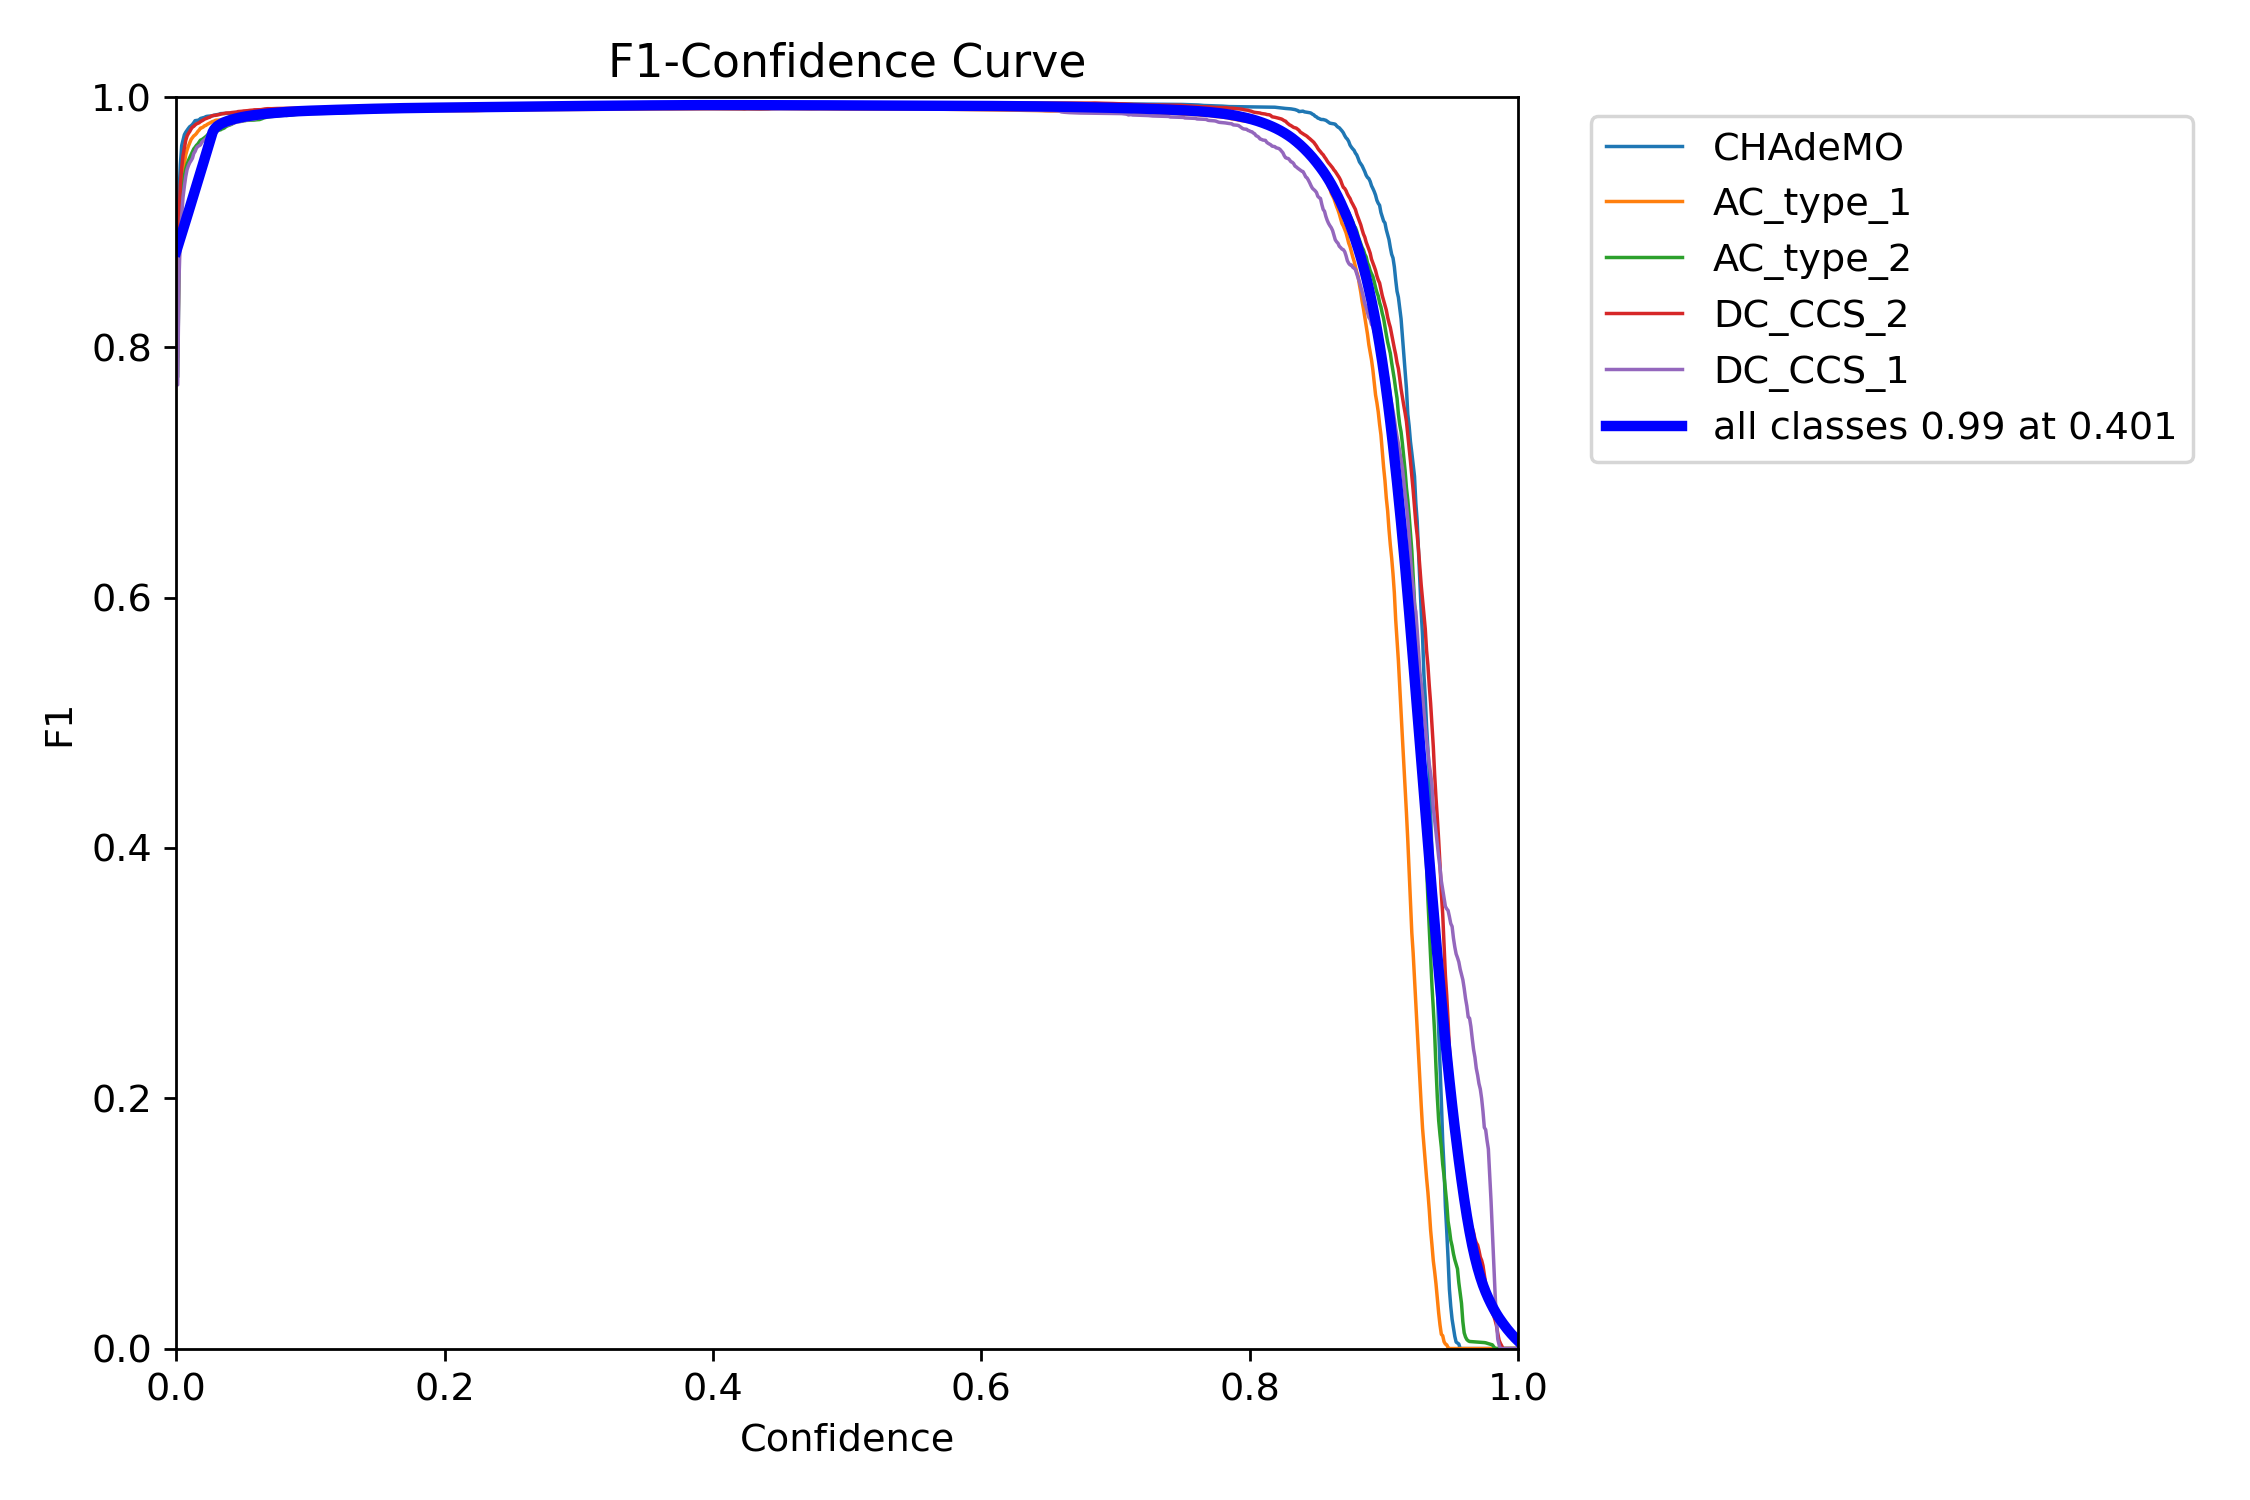 F1-Confidence Curve
1.0
0.8
0.6
0.4
0.2
0.0
F1
0.0 0.2 0.4 0.6 0.8 1.0
Confidence
CHAdeMO
AC_type_1
AC_type_2
DC_CCS_2
DC_CCS_1
all classes 0.99 at 0.401